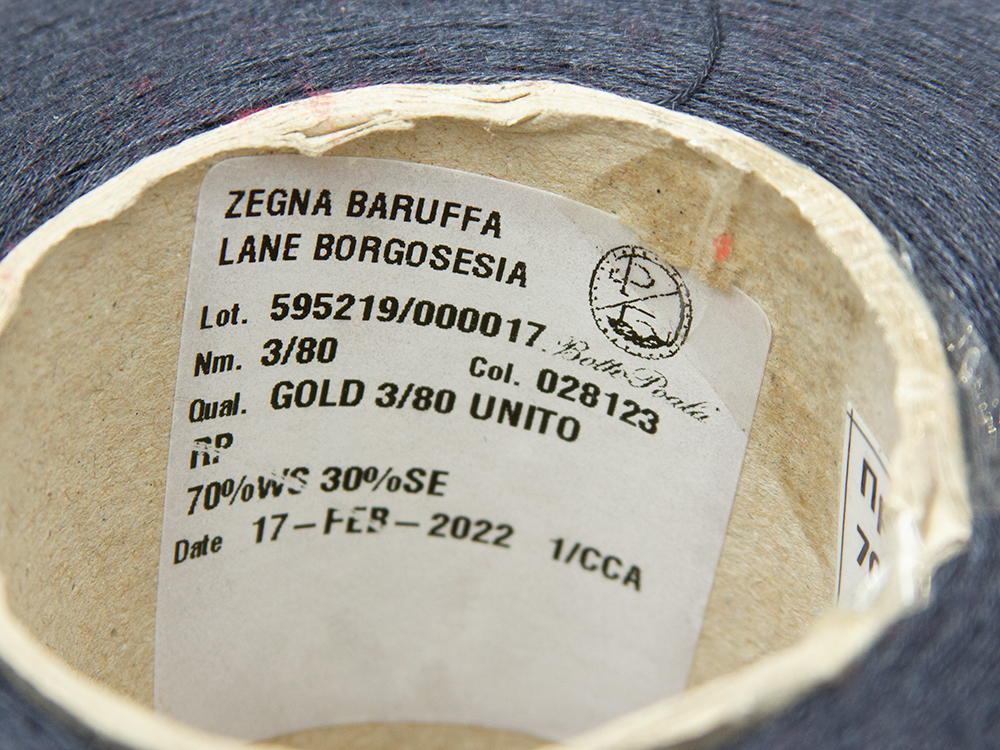 ZEGNA BARUFFA
LANE BORGOSESIA
Lot. 595219/000017
Nm. 3/80 Col. 028123
Qual. GOLD 3/80 UNITO
RP
70%WS 30%SE
Date 17-FEB-2022 1/CCA